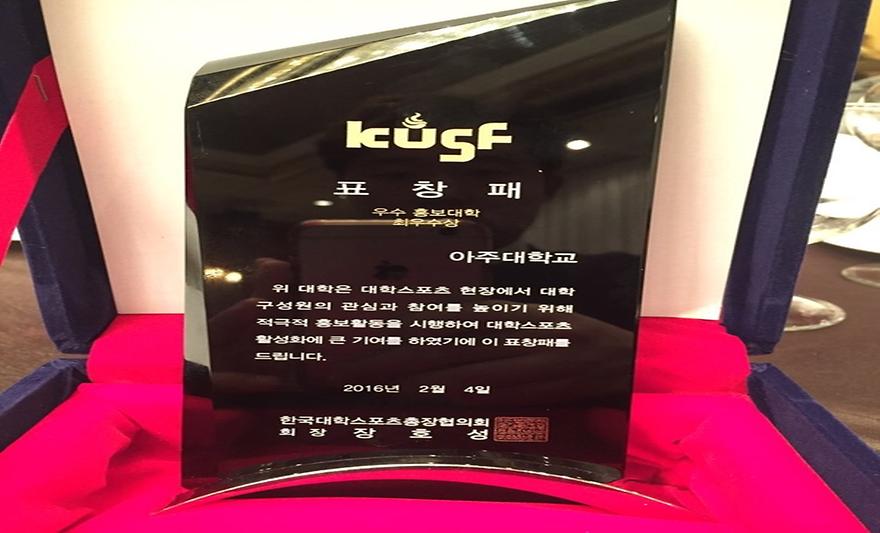 kusf
표 창 패
우수 홍보대학
최우수상
아주대학교
위 대학은 대학스포츠 현장에서 대학
구성원의 관심과 참여를 높이기 위해
적극적 홍보활동을 시행하여 대학스포츠
활성화에 큰 기여를 하였기에 이 표창패를
드립니다.
2016년 2월 4일
한국대학스포츠총장협의회
회 장 장 호 성